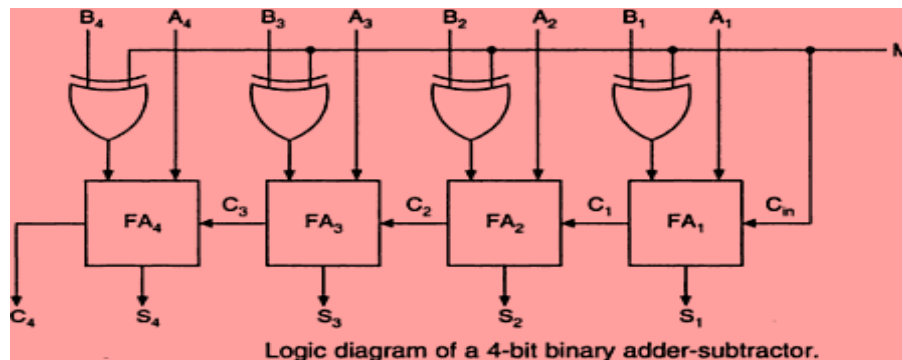 B₄ A₄ B₃ A₃ B₂ A₂ B₁ A₁
M
C₃ C₂ C₁ Cin
FA₄ FA₃ FA₂ FA₁
C₄ S₄ S₃ S₂ S₁
Logic diagram of a 4-bit binary adder-subtractor.